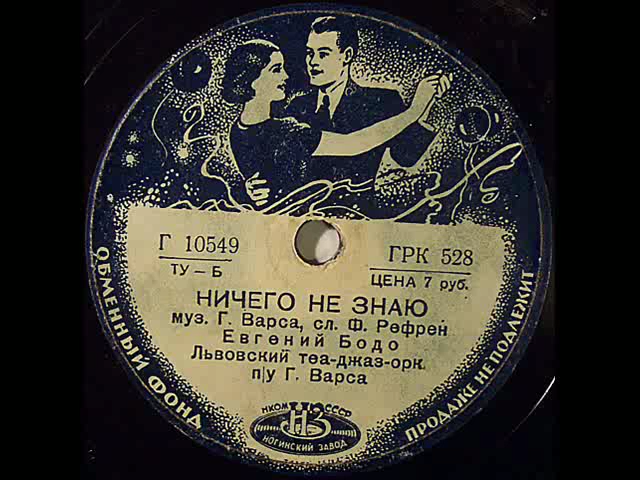 Г 10549
ТУ – Б
ГРК 528
ЦЕНА 7 руб.
НИЧЕГО НЕ ЗНАЮ
муз. Г. Варса, сл. Ф. Рефрен
Евгений Бодо
Львовский теа-джаз-орк.
п/у Г. Варса
ОБМЕННЫЙ ФОНД
ПРОДАЖЕ НЕ ПОДЛЕЖИТ
НКОМ СССР
НЗ
НОГИНСКИЙ ЗАВОД